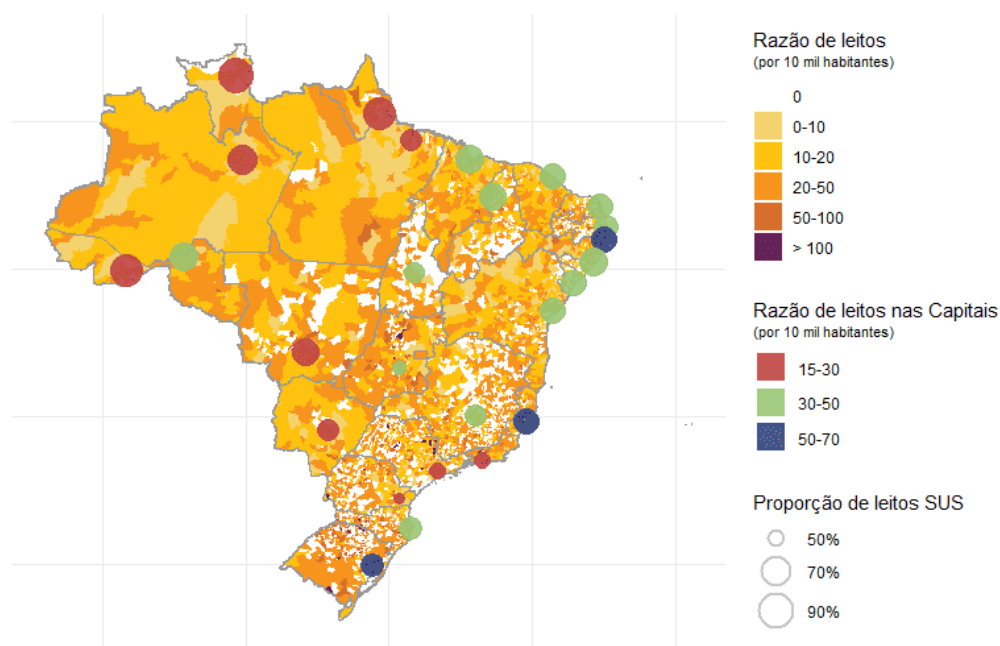 Razão de leitos
(por 10 mil habitantes)
0
0-10
10-20
20-50
50-100
> 100
Razão de leitos nas Capitais
(por 10 mil habitantes)
15-30
30-50
50-70
Proporção de leitos SUS
50%
70%
90%